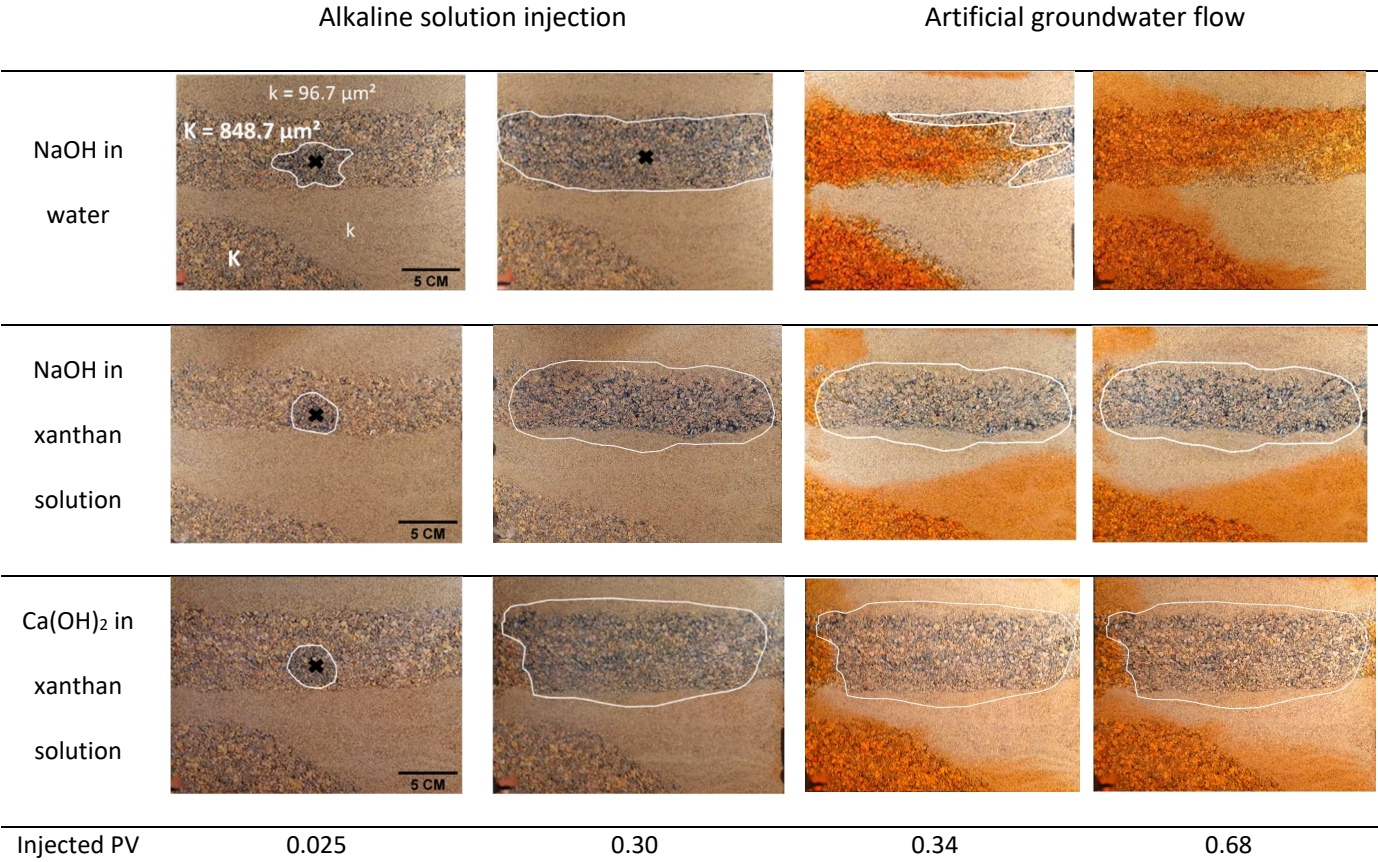 Alkaline solution injection
Artificial groundwater flow
NaOH in
water
k = 96.7 µm²
K = 848.7 µm²
k
K
5 CM
NaOH in
xanthan
solution
5 CM
Ca(OH)₂ in
xanthan
solution
5 CM
Injected PV 0.025 0.30 0.34 0.68